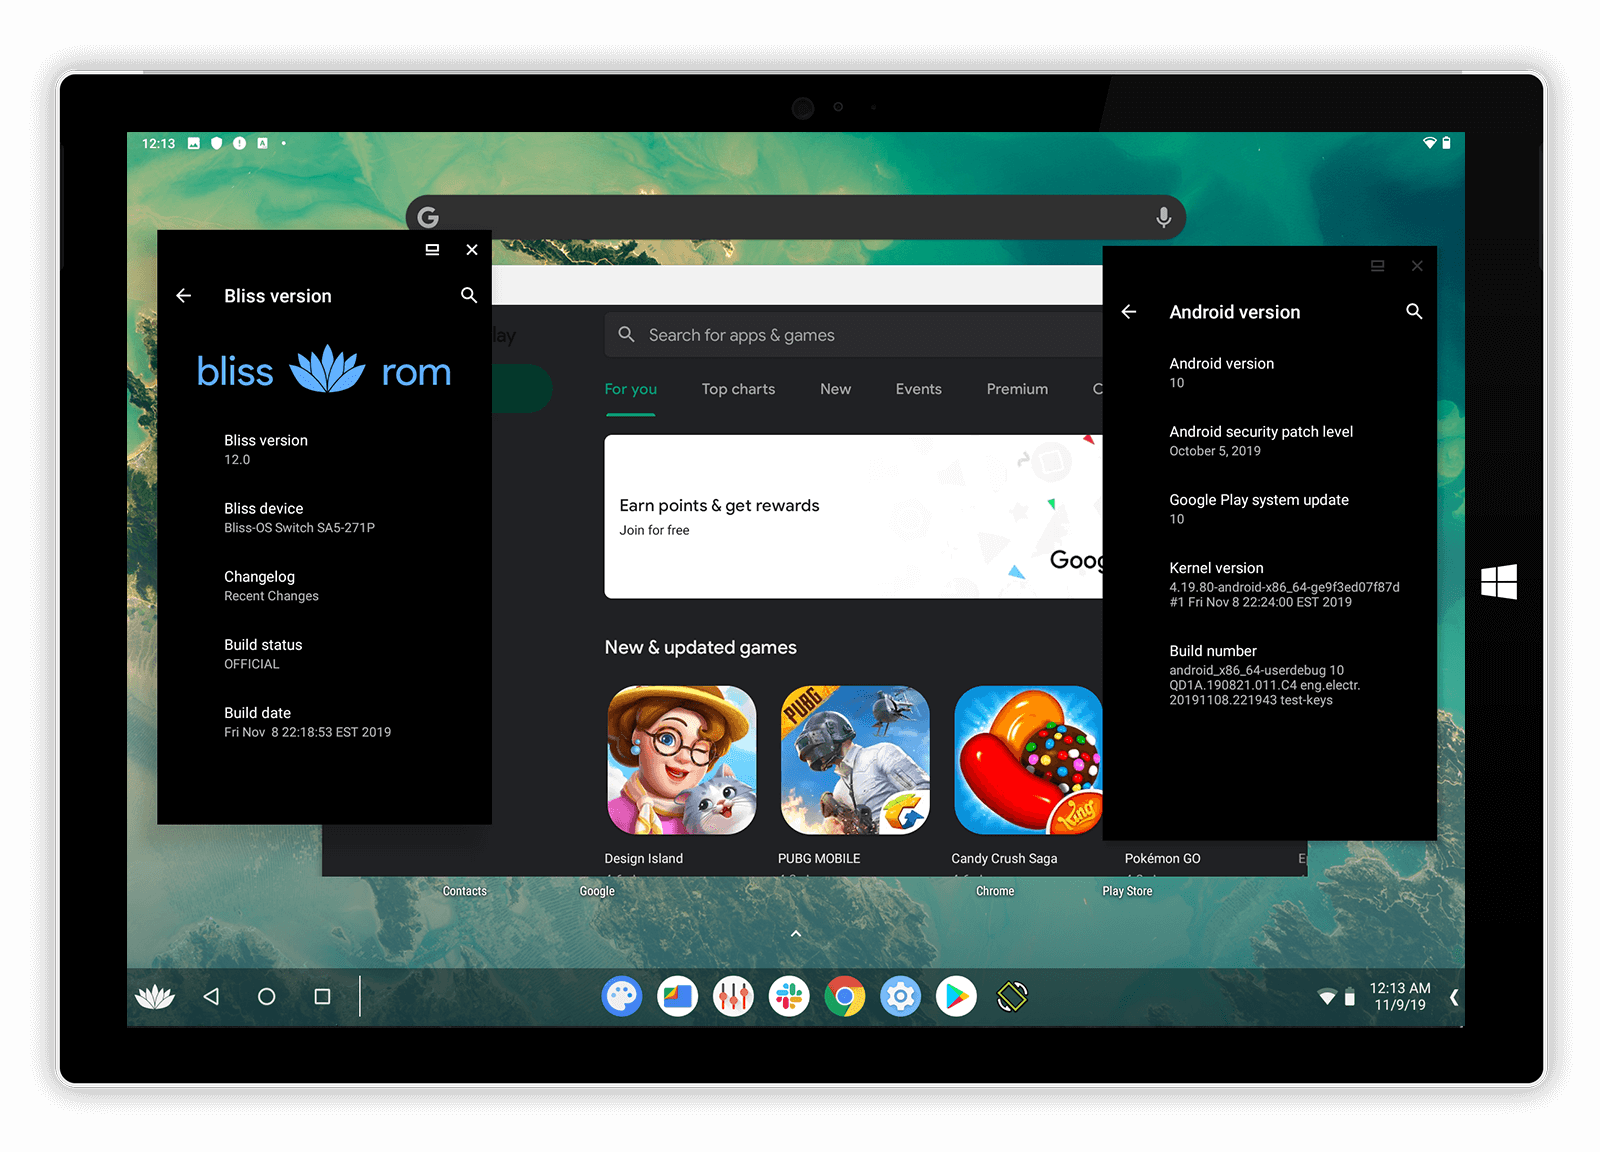 12:13
Bliss version
bliss rom
Bliss version
12.0
Bliss device
Bliss-OS Switch SA5-271P
Changelog
Recent Changes
Build status
OFFICIAL
Build date
Fri Nov 8 22:18:53 EST 2019
lay
Search for apps & games
For you Top charts New Events Premium C
Earn points & get rewards
Join for free
Goog
New & updated games
PUBG
King
Design Island PUBG MOBILE Candy Crush Saga Pokémon GO
Android version
Android version
10
Android security patch level
October 5, 2019
Google Play system update
10
Kernel version
4.19.80-android-x86_64-ge9f3ed07f87d
#1 Fri Nov 8 22:24:00 EST 2019
Build number
android_x86_64-userdebug 10
QD1A.190821.011.C4 eng.electr.
20191108.221943 test-keys
Contacts Google Chrome Play Store
12:13 AM
11/9/19